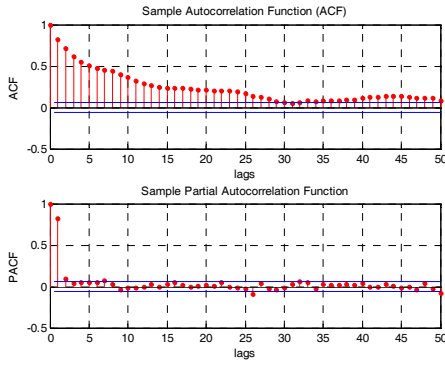 Sample Autocorrelation Function (ACF)
1
0.5
0
-0.5
ACF
0 5 10 15 20 25 30 35 40 45 50
lags
Sample Partial Autocorrelation Function
1
0.5
0
-0.5
PACF
0 5 10 15 20 25 30 35 40 45 50
lags